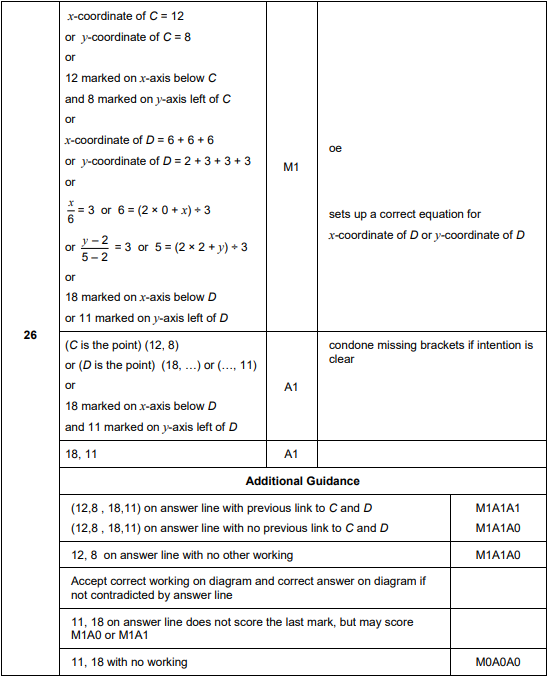 x-coordinate of C = 12
or y-coordinate of C = 8
or
12 marked on x-axis below C
and 8 marked on y-axis left of C
or
x-coordinate of D = 6 + 6 + 6
or y-coordinate of D = 2 + 3 + 3 + 3
or
x/6 = 3 or 6 = (2 × 0 + x) ÷ 3
or (y – 2)/(5 – 2) = 3 or 5 = (2 × 2 + y) ÷ 3
or
18 marked on x-axis below D
or 11 marked on y-axis left of D
M1
oe
sets up a correct equation for
x-coordinate of D or y-coordinate of D
26
(C is the point) (12, 8)
or (D is the point) (18, …) or (…, 11)
or
18 marked on x-axis below D
and 11 marked on y-axis left of D
A1
condone missing brackets if intention is
clear
18, 11
A1
Additional Guidance
(12,8 , 18,11) on answer line with previous link to C and D
M1A1A1
(12,8 , 18,11) on answer line with no previous link to C and D
M1A1A0
12, 8 on answer line with no other working
M1A1A0
Accept correct working on diagram and correct answer on diagram if
not contradicted by answer line
11, 18 on answer line does not score the last mark, but may score
M1A0 or M1A1
11, 18 with no working
M0A0A0